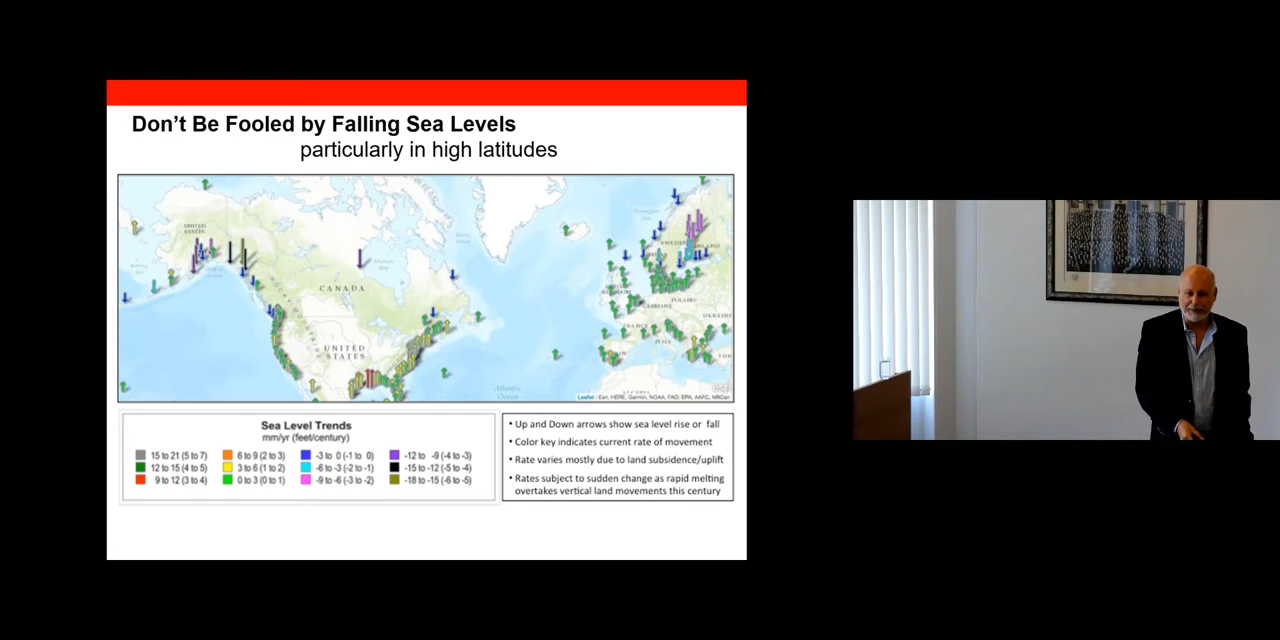 Don't Be Fooled by Falling Sea Levels
particularly in high latitudes
UNITED
STATES
CANADA
UNITED
STATES
Atlantic
Ocean
SWEDEN
POLAND
GERMANY
UKRAINE
FRANCE
ITALY
Leaflet | Esri, HERE, Garmin, NOAA, FAO, EPA, AAFC, NRCan
Sea Level Trends
mm/yr (feet/century)
15 to 21 (5 to 7)
12 to 15 (4 to 5)
9 to 12 (3 to 4)
6 to 9 (2 to 3)
3 to 6 (1 to 2)
0 to 3 (0 to 1)
-3 to 0 (-1 to 0)
-6 to -3 (-2 to -1)
-9 to -6 (-3 to -2)
-12 to -9 (-4 to -3)
-15 to -12 (-5 to -4)
-18 to -15 (-6 to -5)
• Up and Down arrows show sea level rise or fall
• Color key indicates current rate of movement
• Rate varies mostly due to land subsidence/uplift
• Rates subject to sudden change as rapid melting
overtakes vertical land movements this century